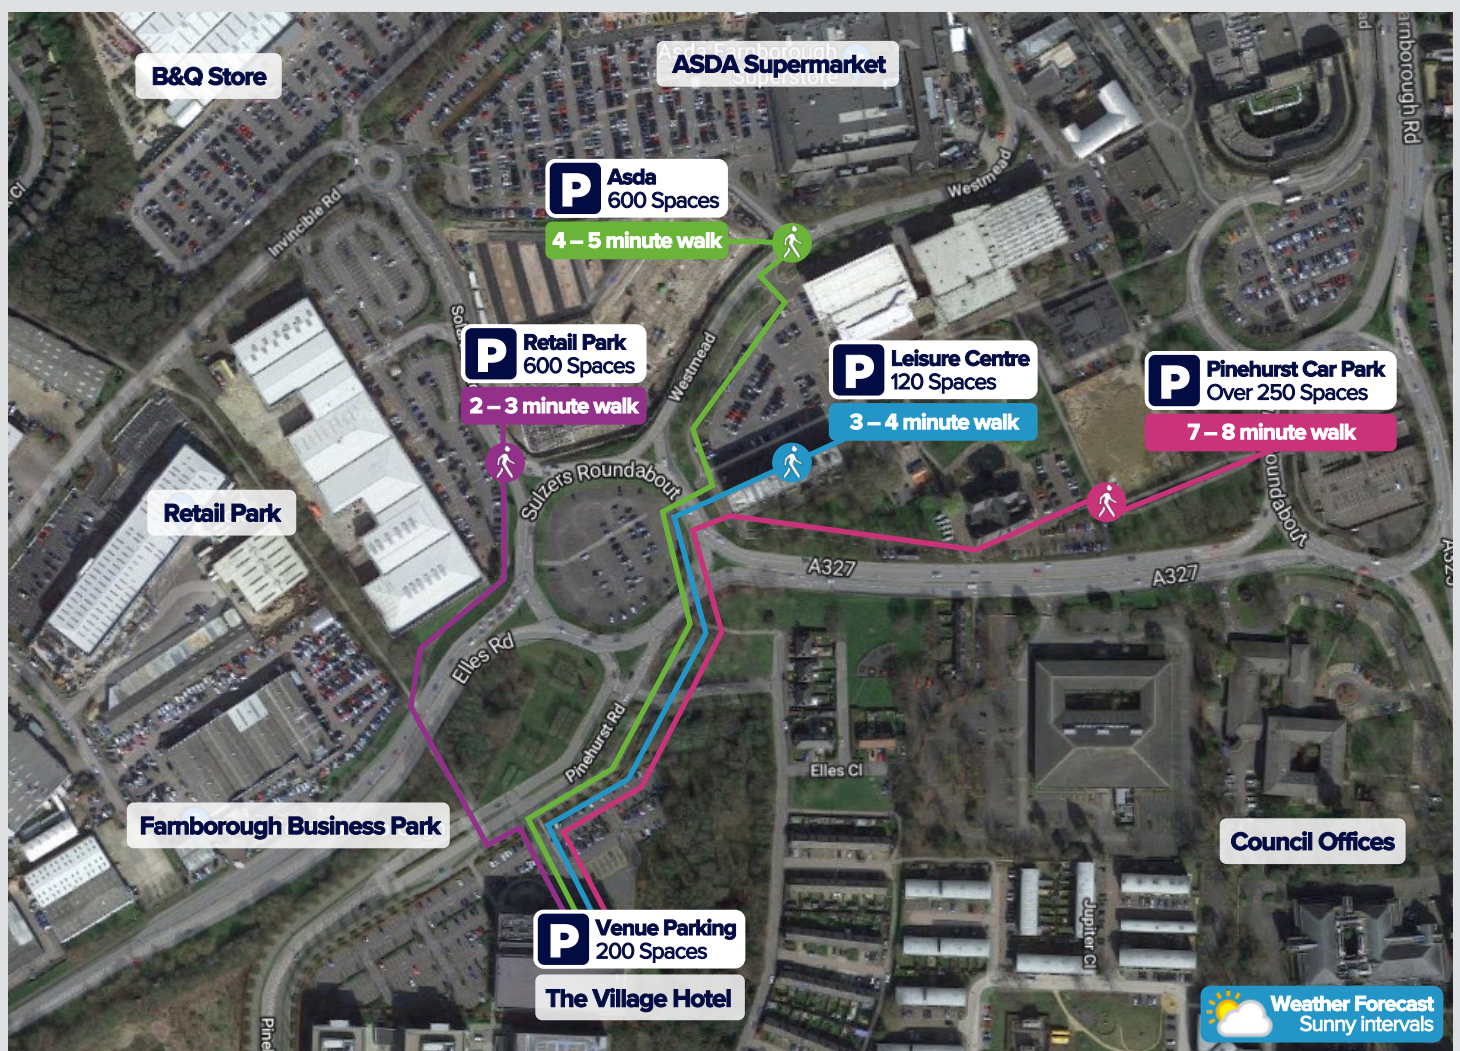 B&Q Store
Asda Farnborough
Superstore
ASDA Supermarket
P
Asda
600 Spaces
4 – 5 minute walk
Westmead
Invincible Rd
P
Retail Park
600 Spaces
2 – 3 minute walk
Westmead
P
Leisure Centre
120 Spaces
3 – 4 minute walk
P
Pinehurst Car Park
Over 250 Spaces
7 – 8 minute walk
Sulzers Roundabout
Retail Park
A327
A327
Elles Rd
Pinehurst Rd
Elles Cl
Farnborough Business Park
Council Offices
Jupiter Cl
P
Venue Parking
200 Spaces
The Village Hotel
Weather Forecast
Sunny intervals